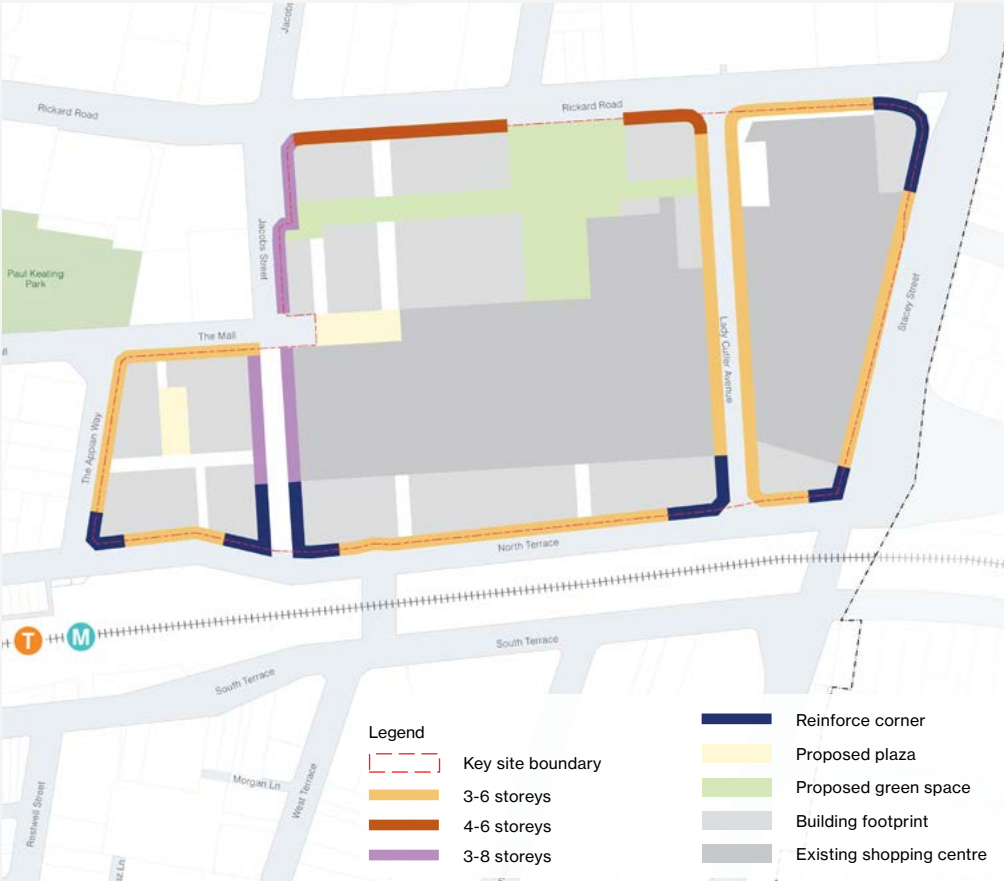 Jacobs
Rickard Road
Rickard Road
Jacobs Street
Paul Keating
Park
The Mall
Stacey Street
Lady Cutler Avenue
The Appian Way
North Terrace
T M
South Terrace
South Terrace
Morgan Ln
West Terrace
Restwell Street
Legend
Key site boundary
3-6 storeys
4-6 storeys
3-8 storeys
Reinforce corner
Proposed plaza
Proposed green space
Building footprint
Existing shopping centre